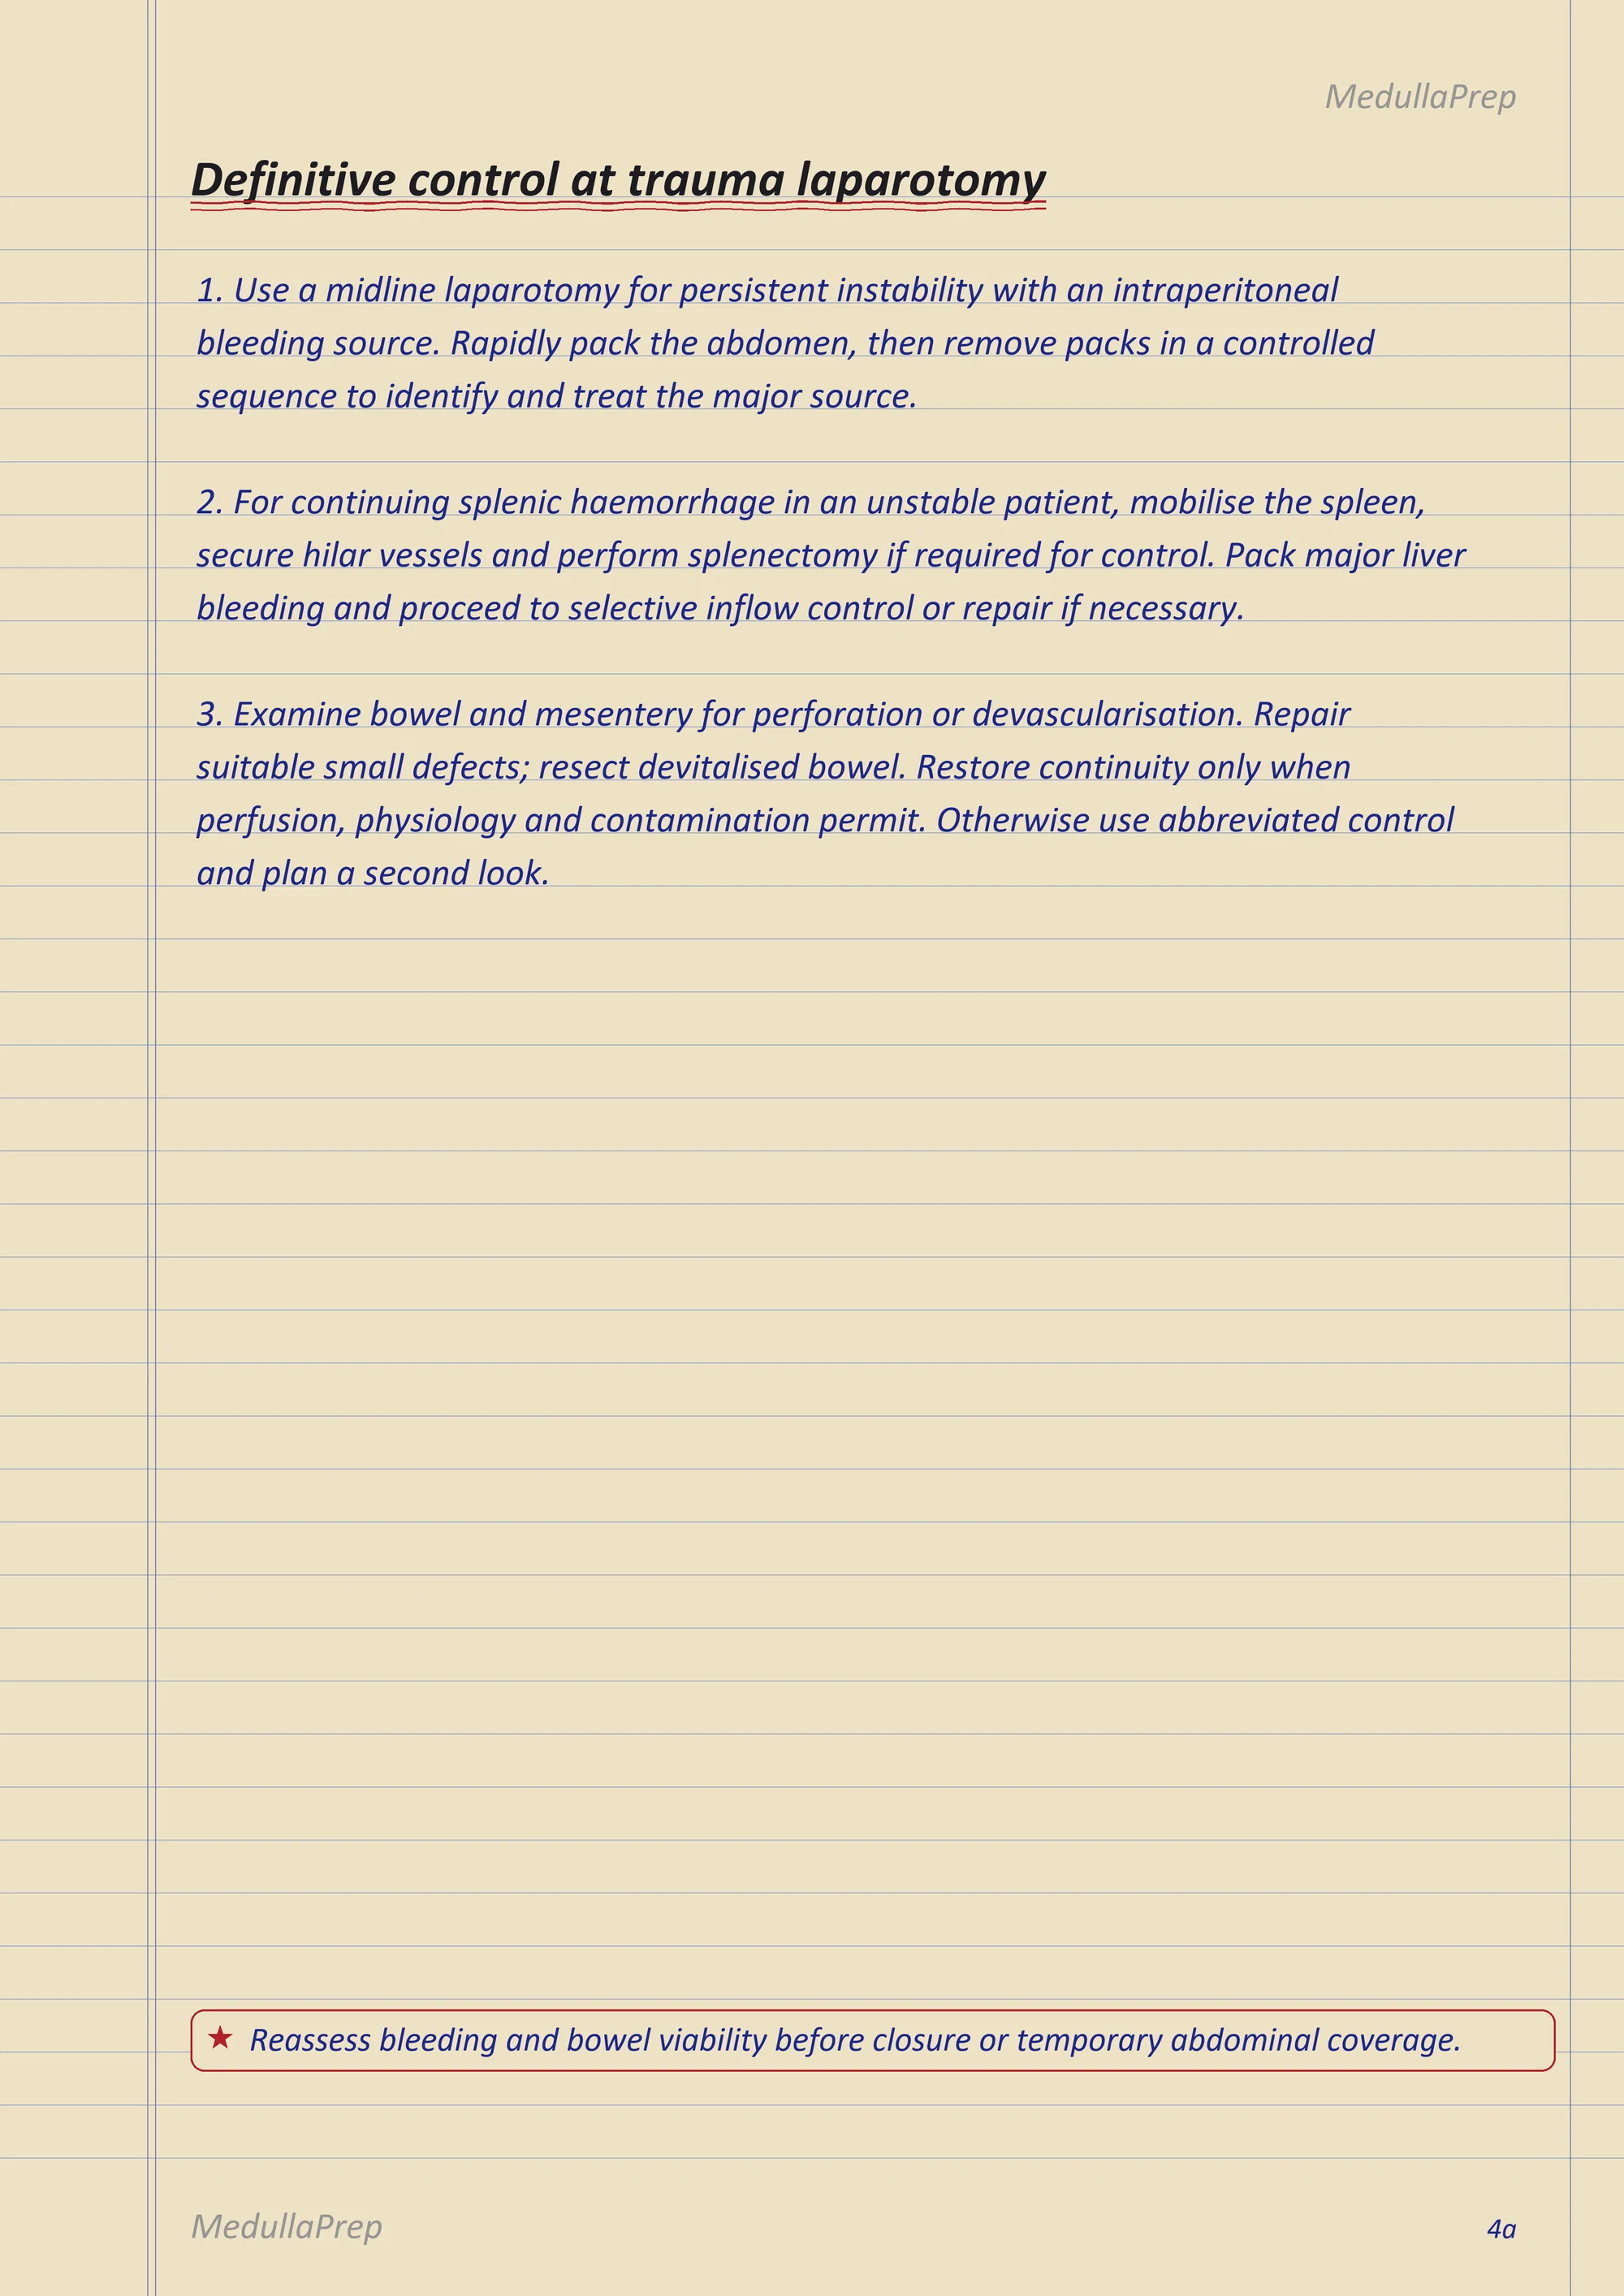 MedullaPrep
Definitive control at trauma laparotomy
1. Use a midline laparotomy for persistent instability with an intraperitoneal
bleeding source. Rapidly pack the abdomen, then remove packs in a controlled
sequence to identify and treat the major source.
2. For continuing splenic haemorrhage in an unstable patient, mobilise the spleen,
secure hilar vessels and perform splenectomy if required for control. Pack major liver
bleeding and proceed to selective inflow control or repair if necessary.
3. Examine bowel and mesentery for perforation or devascularisation. Repair
suitable small defects; resect devitalised bowel. Restore continuity only when
perfusion, physiology and contamination permit. Otherwise use abbreviated control
and plan a second look.
★ Reassess bleeding and bowel viability before closure or temporary abdominal coverage.
MedullaPrep
4a